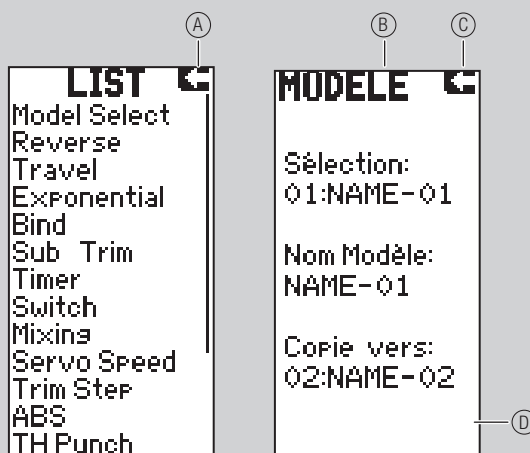 A
B
C
LIST
Model Select
Reverse
Travel
Exponential
Bind
Sub Trim
Timer
Switch
Mixing
Servo Speed
Trim Step
ABS
TH Punch
MODELE
Sèlection:
01:NAME-01
Nom Modèle:
NAME-01
Copie vers:
02:NAME-02
D